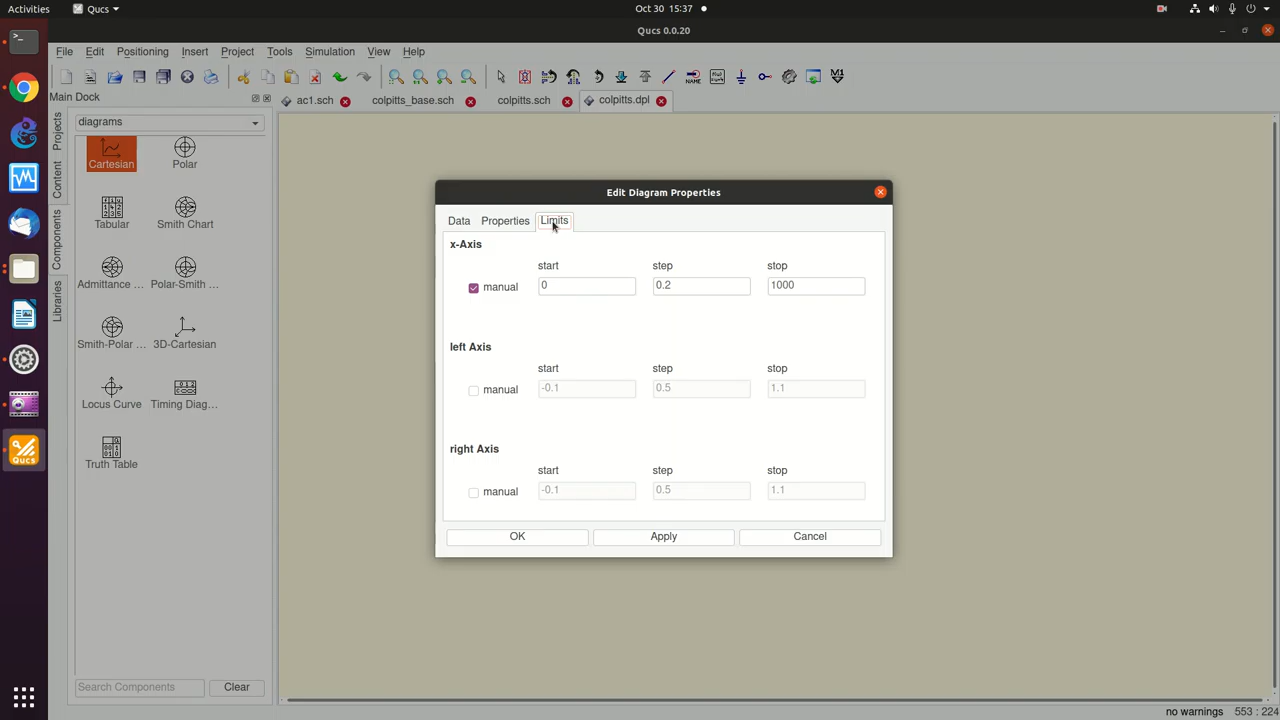 Activities
Qucs
Oct 30 15:37
Qucs 0.0.20
File Edit Positioning Insert Project Tools Simulation View Help
NAME
M1
Main Dock
ac1.sch
colpitts_base.sch
colpitts.sch
colpitts.dpl
Projects
Content
Components
Libraries
diagrams
Cartesian
Polar
Tabular
Smith Chart
Admittance ...
Polar-Smith ...
Smith-Polar ...
3D-Cartesian
Locus Curve
Timing Diag...
Truth Table
Search Components
Clear
Edit Diagram Properties
Data Properties Limits
x-Axis
start step stop
manual 0 0.2 1000
left Axis
start step stop
manual -0.1 0.5 1.1
right Axis
start step stop
manual -0.1 0.5 1.1
OK Apply Cancel
Qucs
no warnings 553 : 224